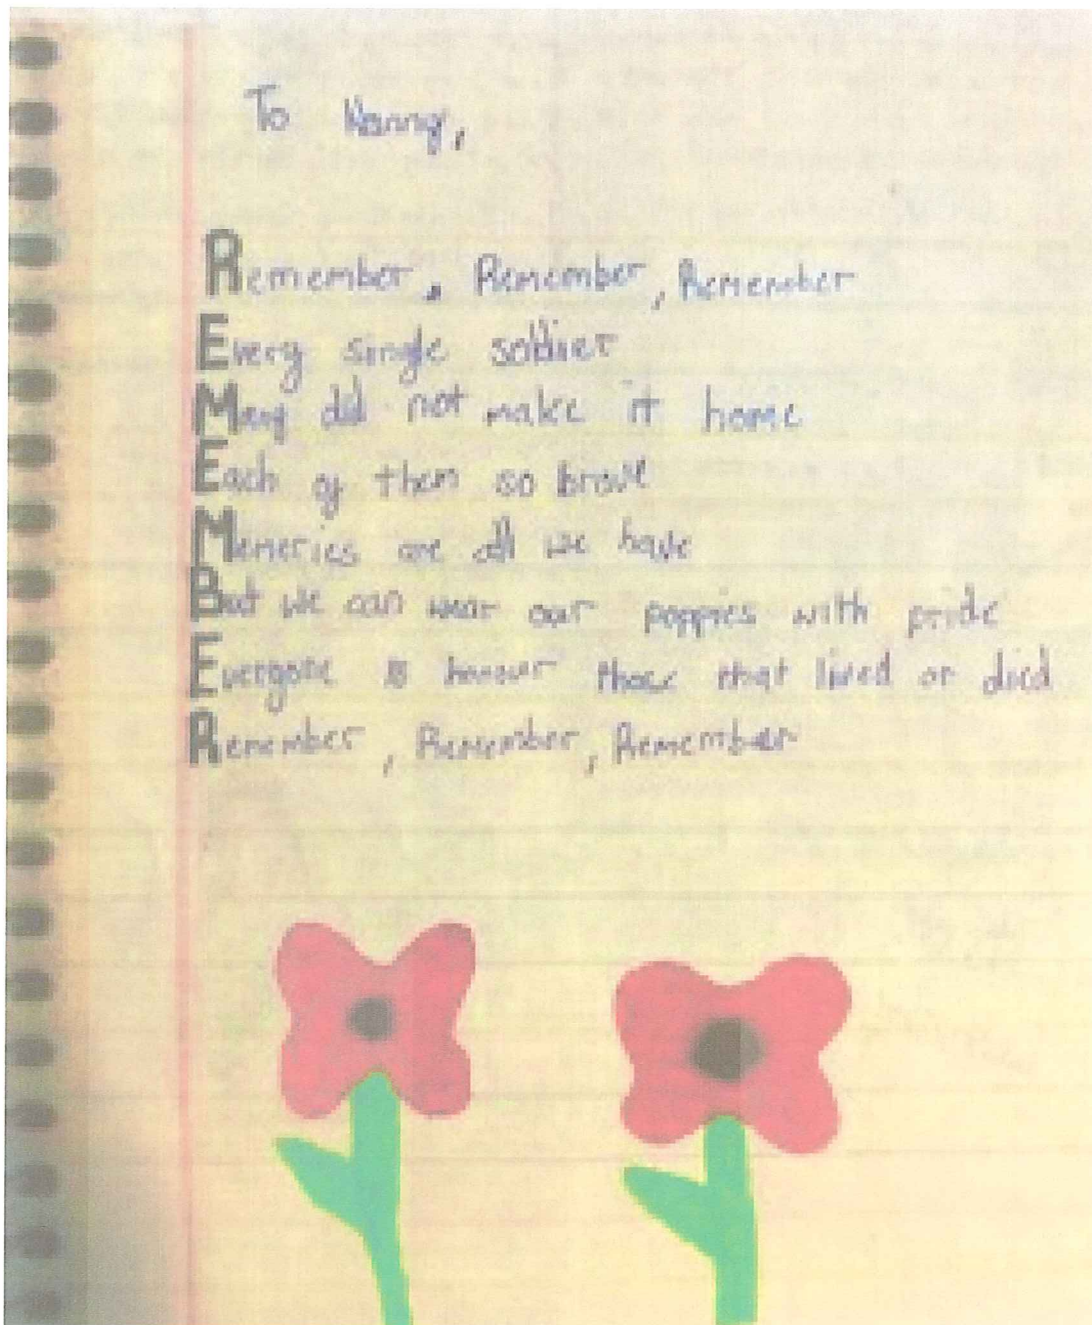 To Nanny,
Remember, Remember, Remember
Every single soldier
Many did not make it home
Each of them so brave
Memeries are all we have
But we can wear our poppies with pride
Everyone honour those that lived or died
Remember, Remember, Remember